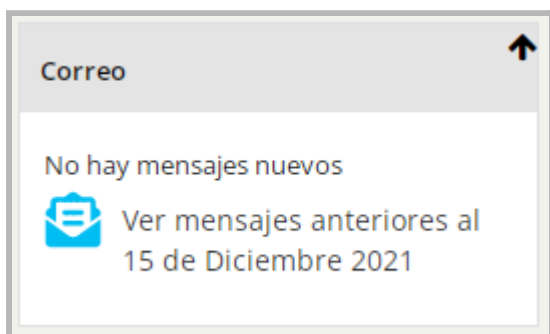 Correo
No hay mensajes nuevos
Ver mensajes anteriores al
15 de Diciembre 2021